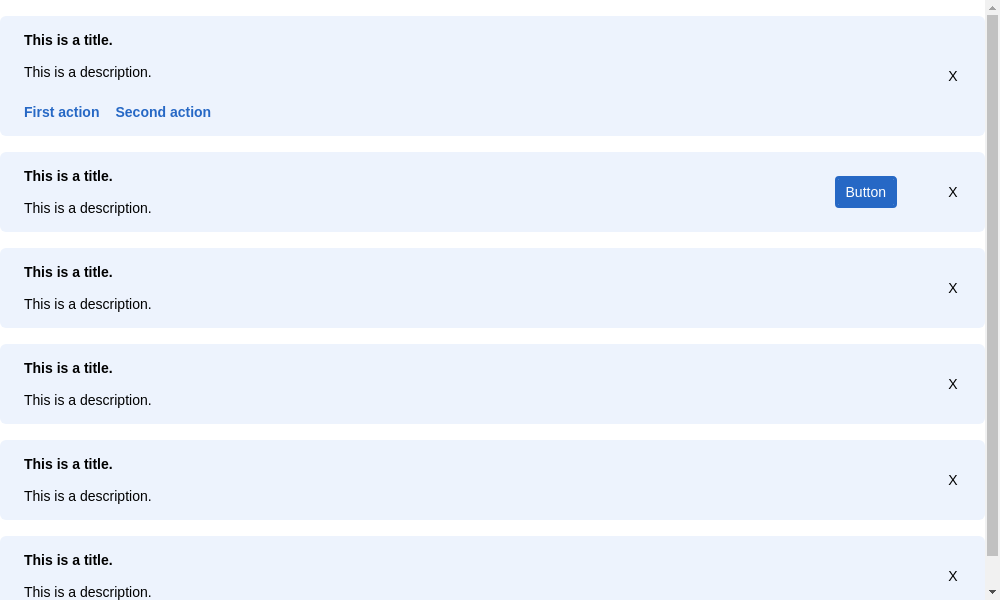 This is a title.
This is a description.
X
First action Second action
This is a title.
This is a description.
Button X
This is a title.
This is a description.
X
This is a title.
This is a description.
X
This is a title.
This is a description.
X
This is a title.
This is a description.
X